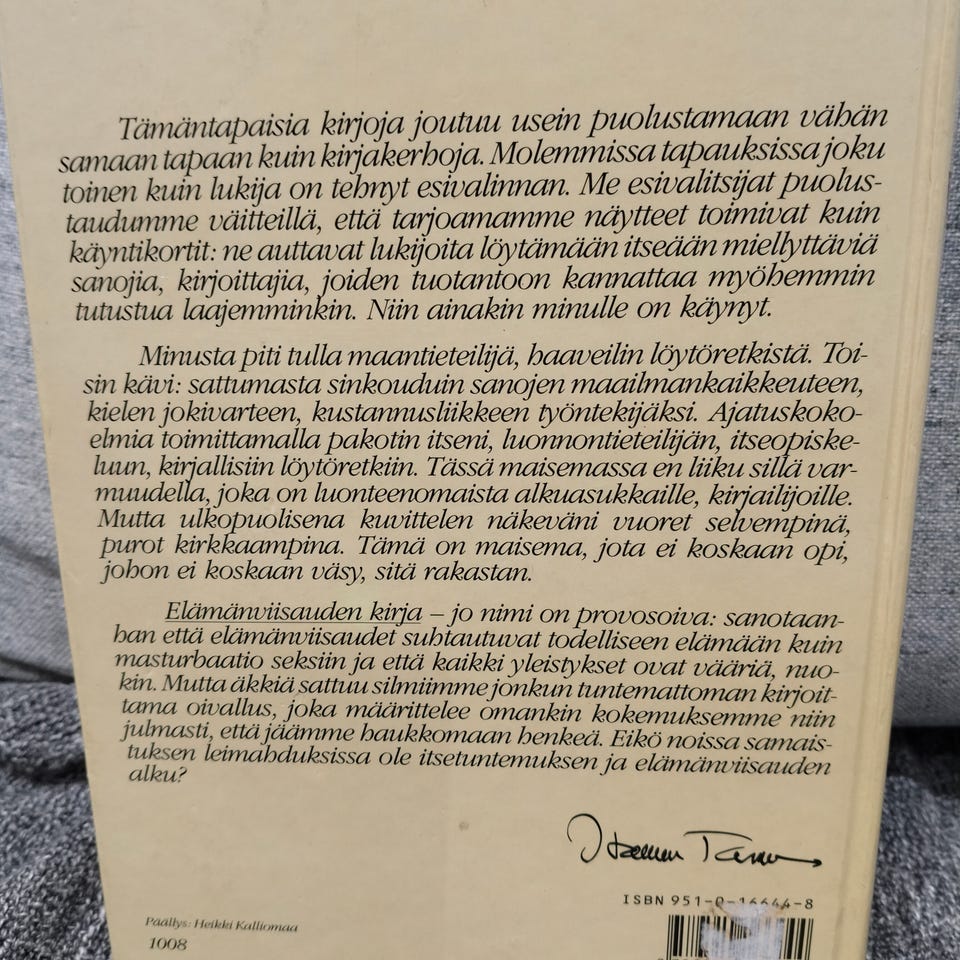 Tämäntapaisia kirjoja joutuu usein puolustamaan vähän
samaan tapaan kuin kirjakerhoja. Molemmissa tapauksissa joku
toinen kuin lukija on tehnyt esivalinnan. Me esivalitsijat puolus-
taudumme väitteillä, että tarjoamamme näytteet toimivat kuin
käyntikortit: ne auttavat lukijoita löytämään itseään miellyttäviä
sanojia, kirjoittajia, joiden tuotantoon kannattaa myöhemmin
tutustua laajemminkin. Niin ainakin minulle on käynyt.
Minusta piti tulla maantieteilijä, haaveilin löytöretkistä. Toi-
sin kävi: sattumasta sinkouduin sanojen maailmankaikkeuteen,
kielen jokivarteen, kustannusliikkeen työntekijäksi. Ajatuskoko-
elmia toimittamalla pakotin itseni, luonnontieteilijän, itseopiske-
luun, kirjallisiin löytöretkiin. Tässä maisemassa en liiku sillä var-
muudella, joka on luonteenomaista alkuasukkaille, kirjailijoille.
Mutta ulkopuolisena kuvittelen näkeväni vuoret selvempinä,
purot kirkkaampina. Tämä on maisema, jota ei koskaan opi,
johon ei koskaan väsy, sitä rakastan.
Elämänviisauden kirja – jo nimi on provosoiva: sanotaan-
han että elämänviisaudet suhtautuvat todelliseen elämään kuin
masturbaatio seksiin ja että kaikki yleistykset ovat vääriä, nuo-
kin. Mutta äkkiä sattuu silmiimme jonkun tuntemattoman kirjoit-
tama oivallus, joka määrittelee omankin kokemuksemme niin
julmasti, että jäämme haukkomaan henkeä. Eikö noissa samais-
tuksen leimahduksissa ole itsetuntemuksen ja elämänviisauden
alku?
ISBN 951-0-16644-8
Päällys: Heikki Kalliomaa
1008